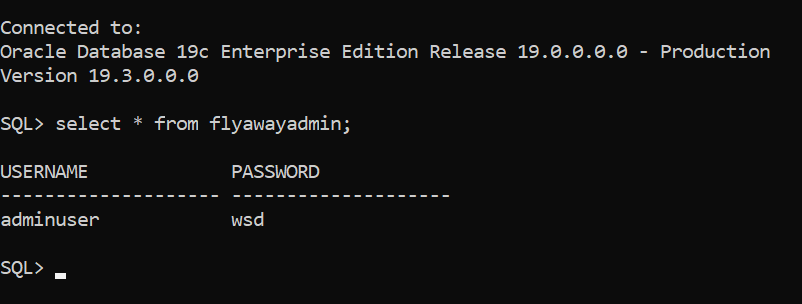 Connected to:
Oracle Database 19c Enterprise Edition Release 19.0.0.0.0 - Production
Version 19.3.0.0.0
SQL> select * from flyawayadmin;
USERNAME             PASSWORD
-------------------- --------------------
adminuser            wsd
SQL>